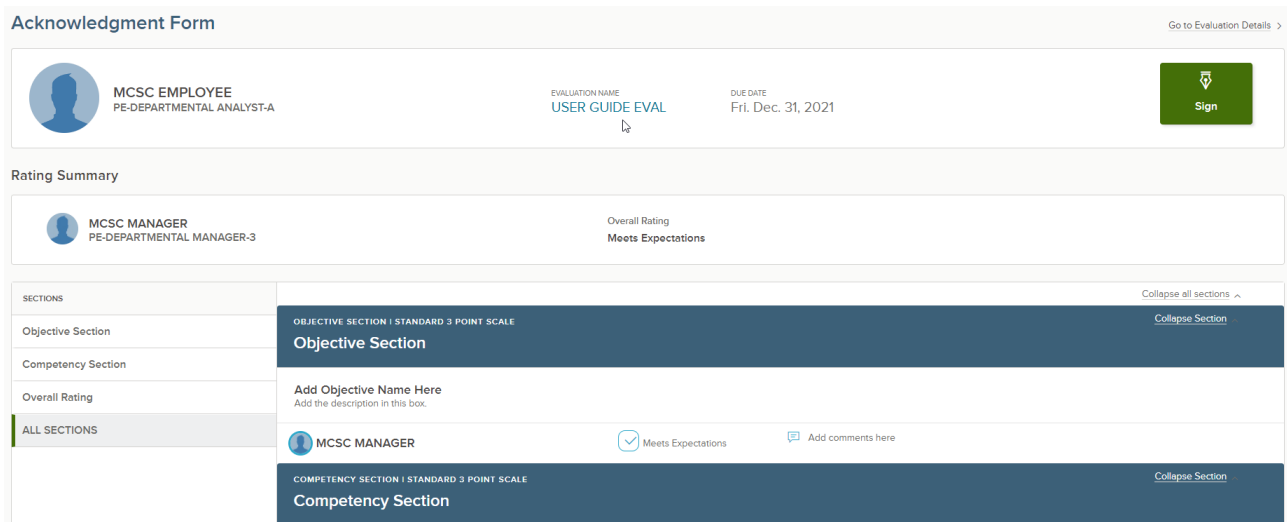 Acknowledgment Form
Go to Evaluation Details
MCSC EMPLOYEE
PE-DEPARTMENTAL ANALYST-A
EVALUATION NAME
USER GUIDE EVAL
DUE DATE
Fri. Dec. 31, 2021
Sign
Rating Summary
MCSC MANAGER
PE-DEPARTMENTAL MANAGER-3
Overall Rating
Meets Expectations
SECTIONS
Objective Section
Competency Section
Overall Rating
ALL SECTIONS
Collapse all sections
OBJECTIVE SECTION | STANDARD 3 POINT SCALE
Collapse Section
Objective Section
Add Objective Name Here
Add the description in this box.
MCSC MANAGER
Meets Expectations
Add comments here
COMPETENCY SECTION | STANDARD 3 POINT SCALE
Collapse Section
Competency Section